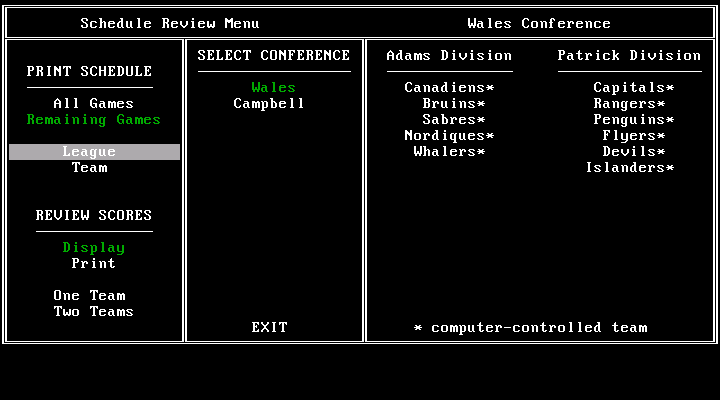 Schedule Review Menu
Wales Conference
PRINT SCHEDULE
All Games
Remaining Games
League
Team
REVIEW SCORES
Display
Print
One Team
Two Teams
SELECT CONFERENCE
Wales
Campbell
EXIT
Adams Division
Canadiens*
Bruins*
Sabres*
Nordiques*
Whalers*
Patrick Division
Capitals*
Rangers*
Penguins*
Flyers*
Devils*
Islanders*
* computer-controlled team